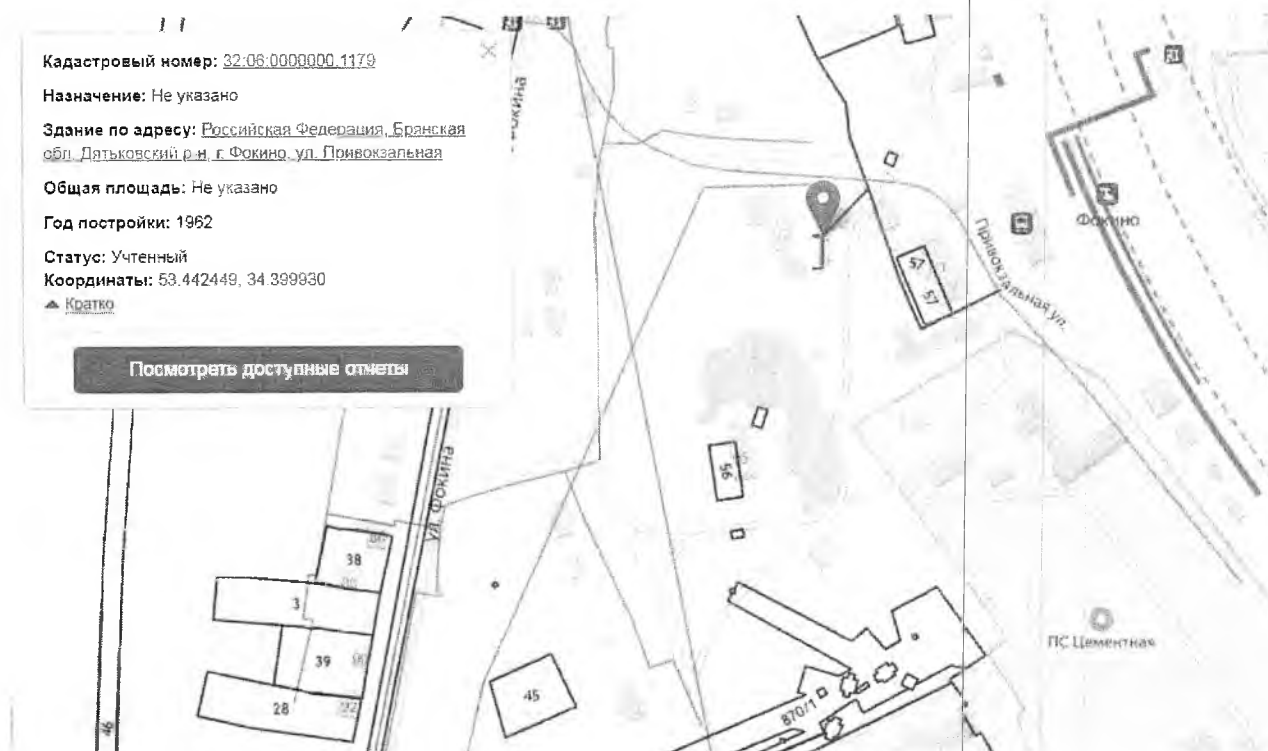 Кадастровый номер: 32:06:0000000:1179
Назначение: Не указано
Здание по адресу: Российская Федерация, Брянская
обл, Дятьковский р-н, г. Фокино, ул. Привокзальная
Общая площадь: Не указано
Год постройки: 1962
Статус: Учтенный
Координаты: 53.442449, 34.399930
Кратко
Посмотреть доступные отчеты
Фокино
Привокзальная ул.
57
57
56
ул. Фокина
38
3
39
28
45
46
870/1
ПС Цементная